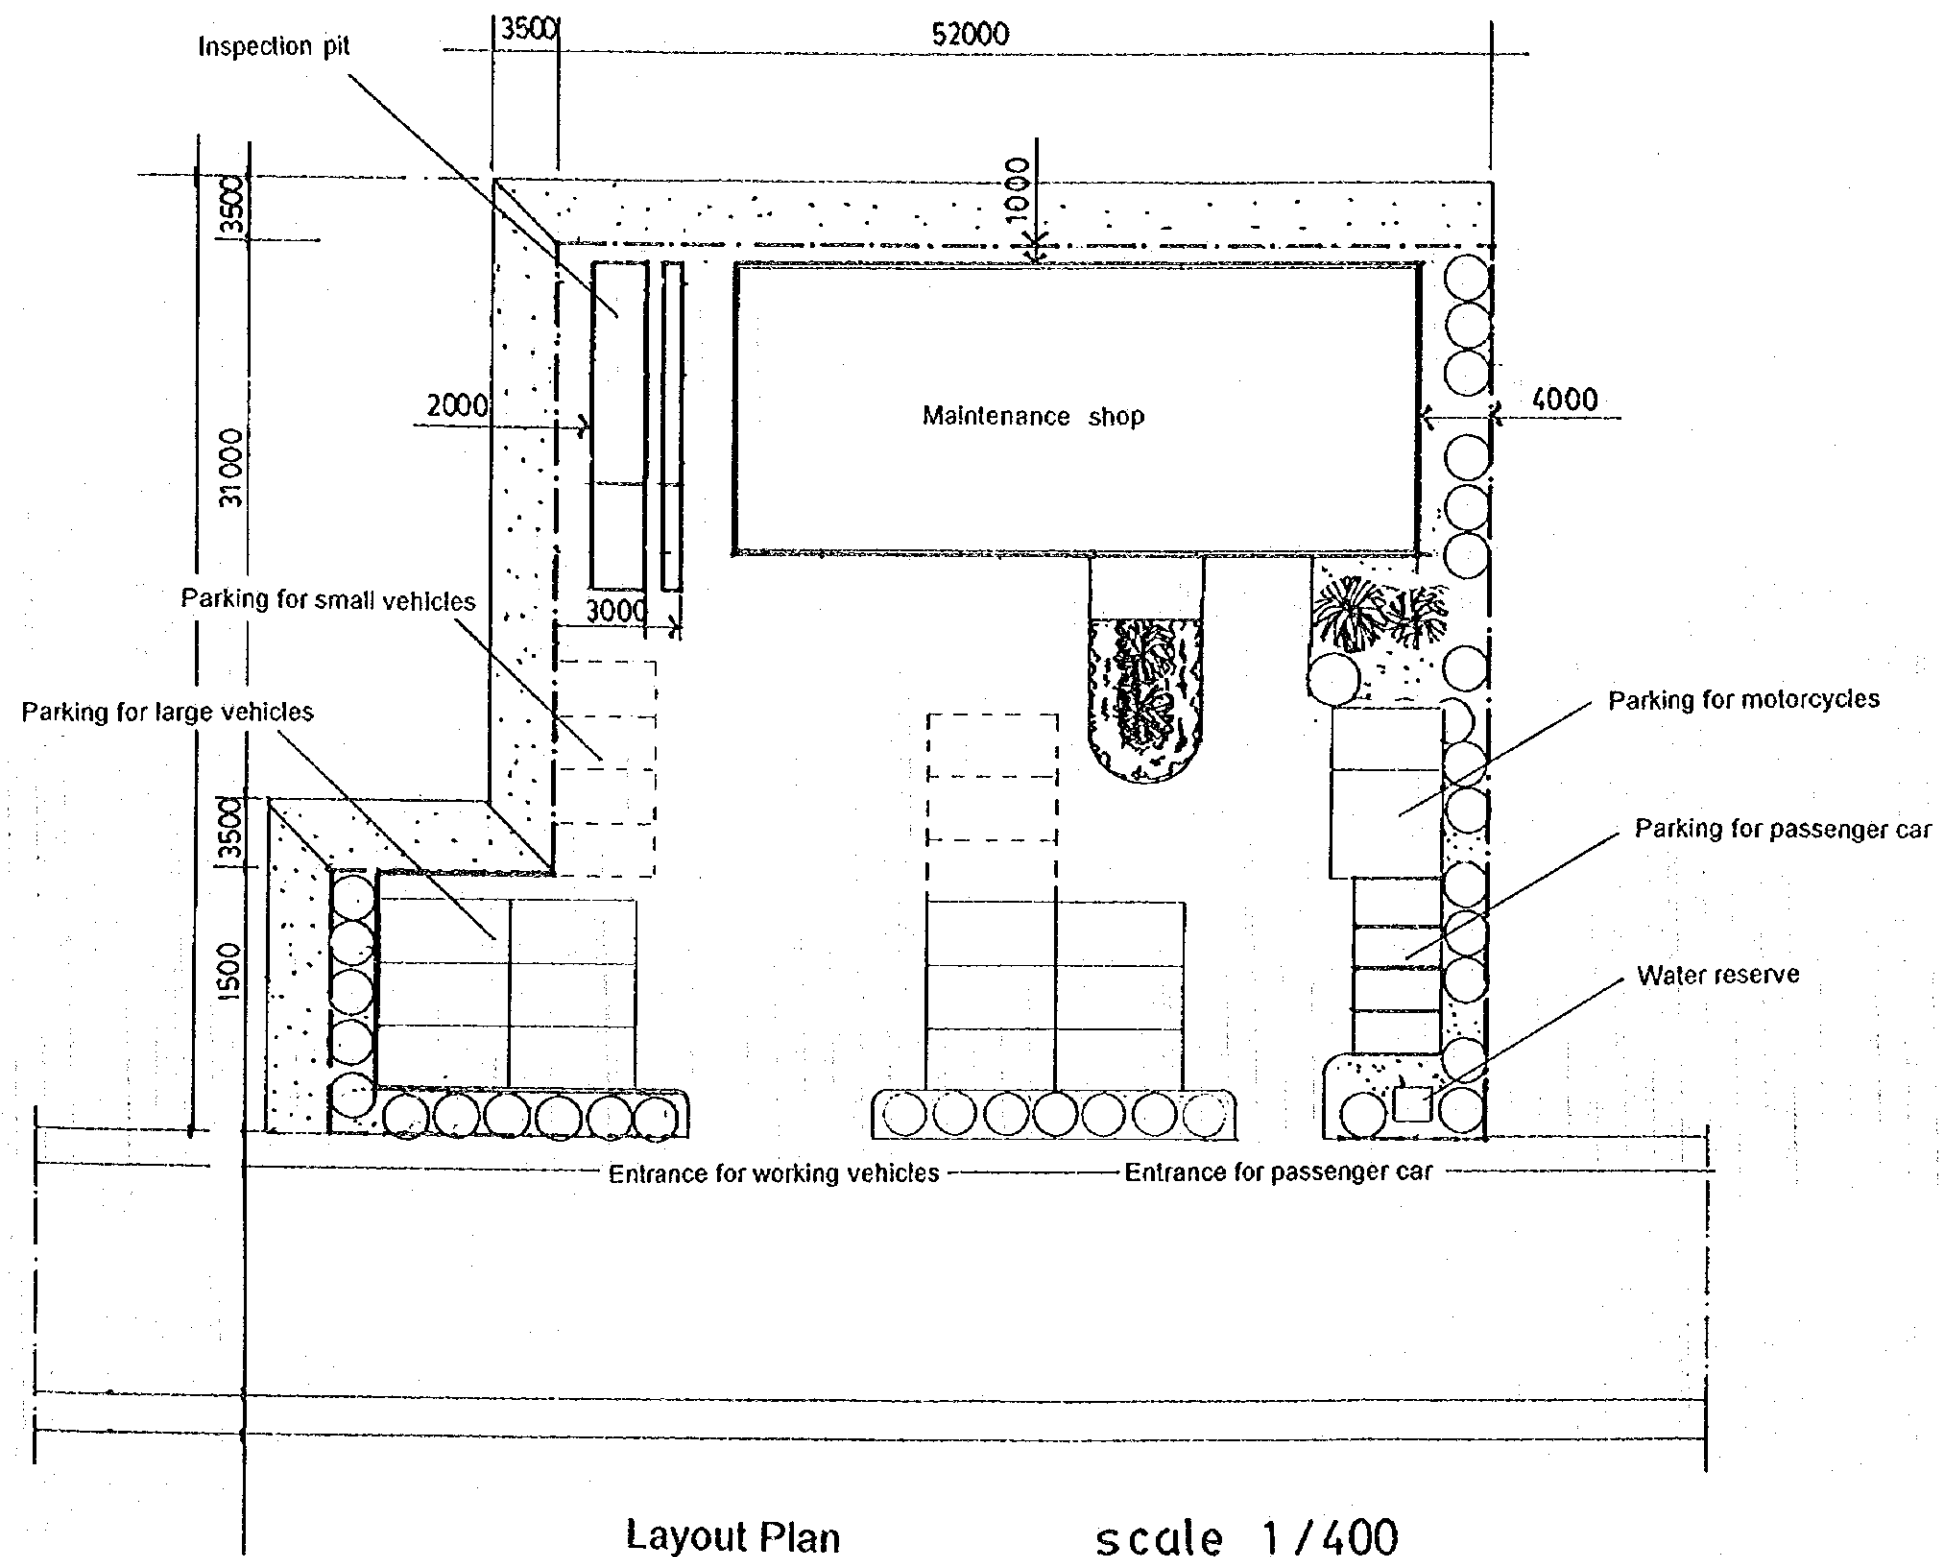 3500
52000
Inspection pit
3500
1000
2000
Maintenance shop
4000
31000
3000
Parking for small vehicles
Parking for large vehicles
Parking for motorcycles
3500
Parking for passenger car
1500
Water reserve
Entrance for working vehicles
Entrance for passenger car
Layout Plan
scale 1/400